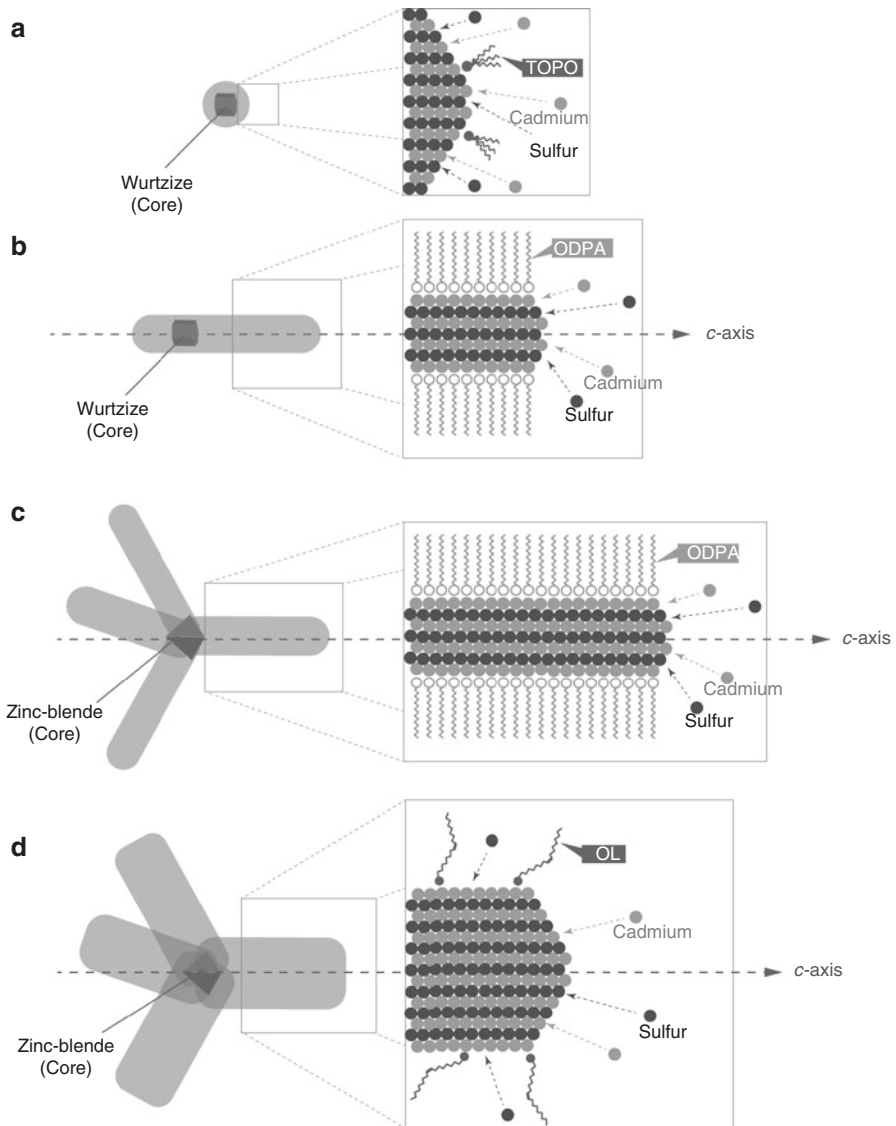 a
TOPO
Cadmium
Sulfur
Wurtzize
(Core)
b
ODPA
c-axis
Cadmium
Sulfur
Wurtzize
(Core)
c
ODPA
c-axis
Cadmium
Sulfur
Zinc-blende
(Core)
d
OL
Cadmium
c-axis
Sulfur
Zinc-blende
(Core)